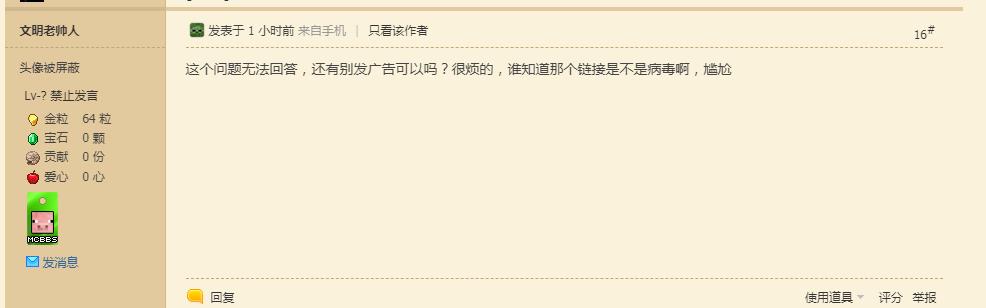 文明老帅人
发表于 1 小时前 来自手机 | 只看该作者
16#
头像被屏蔽
这个问题无法回答，还有别发广告可以吗？很烦的，谁知道那个链接是不是病毒啊，尴尬
Lv-? 禁止发言
金粒 64 粒
宝石 0 颗
贡献 0 份
爱心 0 心
MCBBS
发消息
回复
使用道具 评分 举报